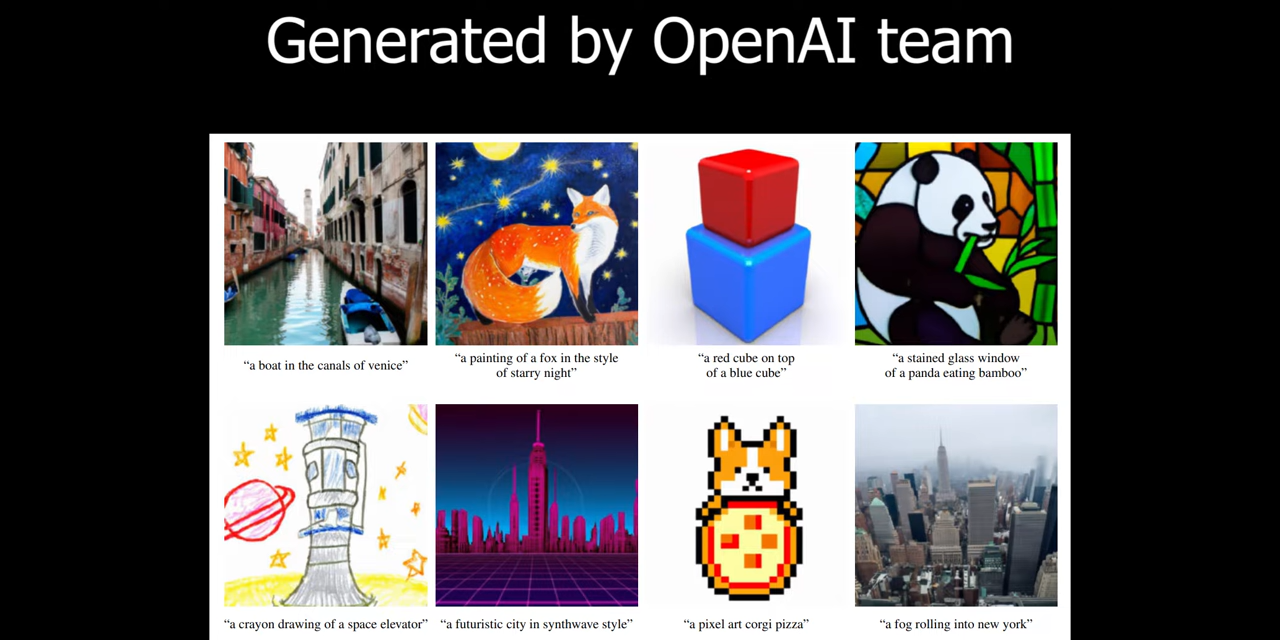 Generated by OpenAI team
“a boat in the canals of venice”
“a painting of a fox in the style
of starry night”
“a red cube on top
of a blue cube”
“a stained glass window
of a panda eating bamboo”
“a crayon drawing of a space elevator”
“a futuristic city in synthwave style”
“a pixel art corgi pizza”
“a fog rolling into new york”